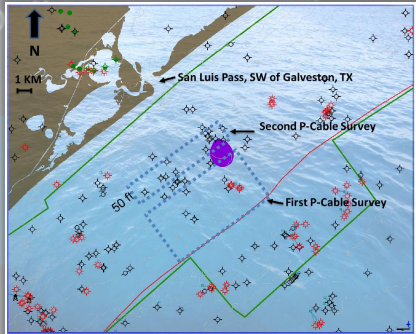 N
1 KM
San Luis Pass, SW of Galveston, TX
Second P-Cable Survey
50 ft
First P-Cable Survey